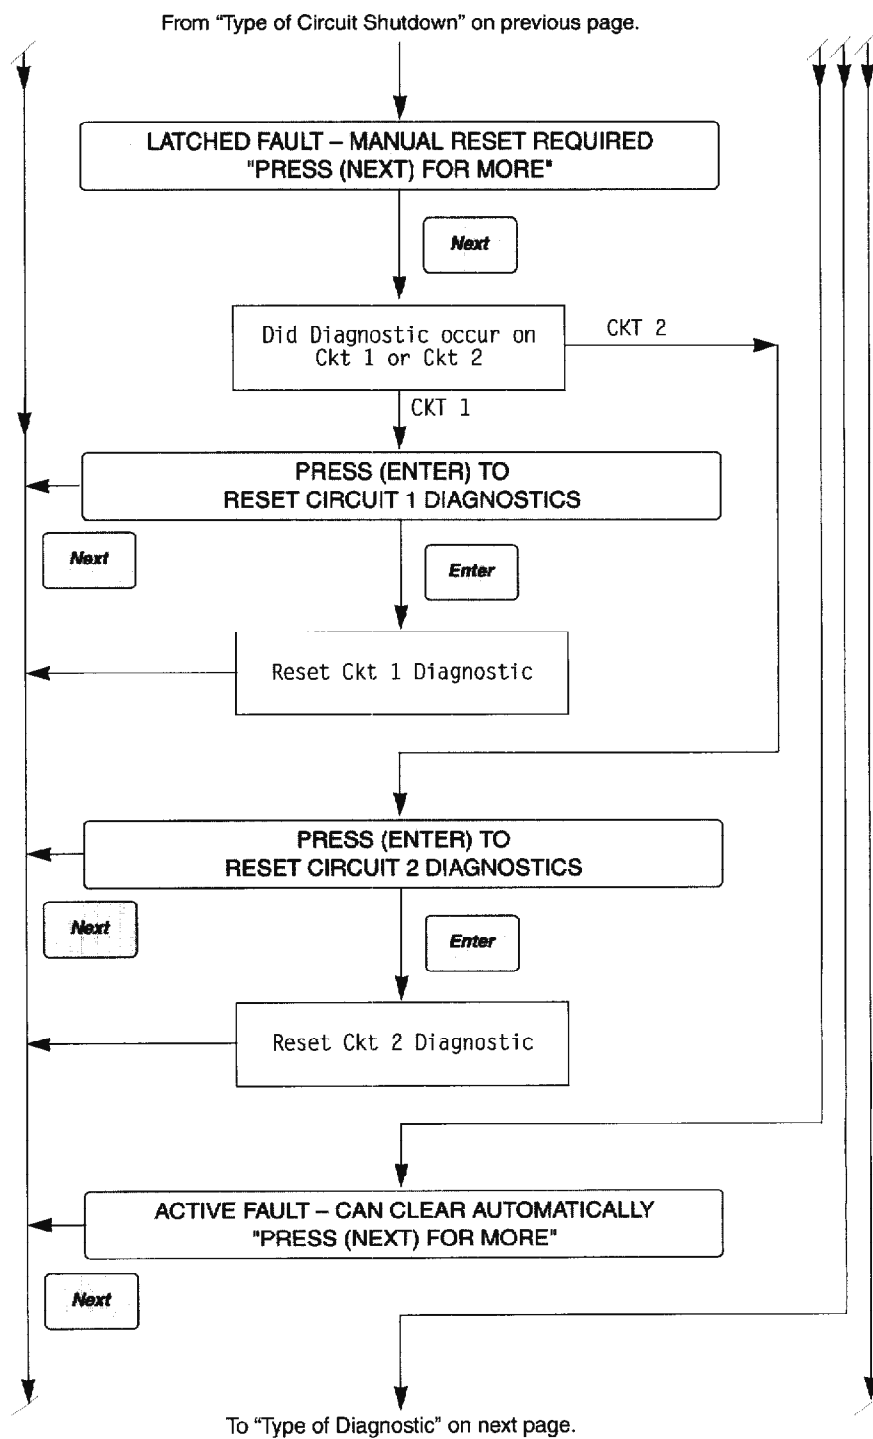 From “Type of Circuit Shutdown” on previous page.
LATCHED FAULT – MANUAL RESET REQUIRED
"PRESS (NEXT) FOR MORE"
Next
Did Diagnostic occur on
Ckt 1 or Ckt 2
CKT 2
CKT 1
PRESS (ENTER) TO
RESET CIRCUIT 1 DIAGNOSTICS
Next
Enter
Reset Ckt 1 Diagnostic
PRESS (ENTER) TO
RESET CIRCUIT 2 DIAGNOSTICS
Next
Enter
Reset Ckt 2 Diagnostic
ACTIVE FAULT – CAN CLEAR AUTOMATICALLY
"PRESS (NEXT) FOR MORE"
Next
To “Type of Diagnostic” on next page.